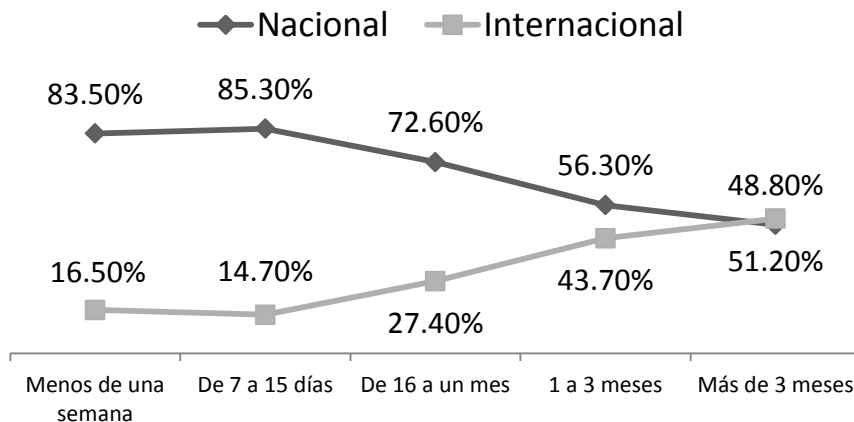 Nacional Internacional
83.50% 85.30% 72.60% 56.30% 48.80%
16.50% 14.70% 27.40% 43.70% 51.20%
Menos de una semana
De 7 a 15 días
De 16 a un mes
1 a 3 meses
Más de 3 meses